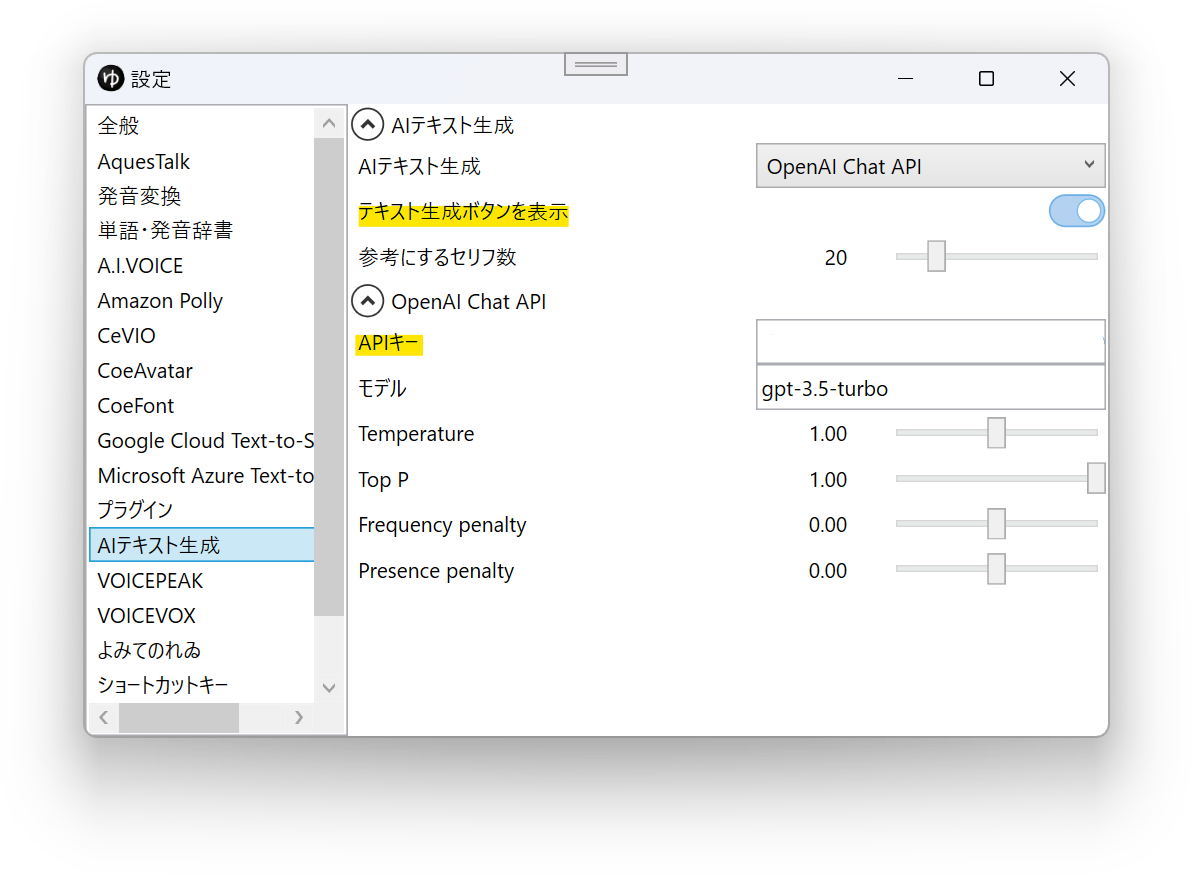 ゆ 設定
全般
AquesTalk
発音変換
単語・発音辞書
A.I.VOICE
Amazon Polly
CeVIO
CoeAvatar
CoeFont
Google Cloud Text-to-S
Microsoft Azure Text-to
プラグイン
AIテキスト生成
VOICEPEAK
VOICEVOX
よみてのれゐ
ショートカットキー
AIテキスト生成
AIテキスト生成 OpenAI Chat API
テキスト生成ボタンを表示
参考にするセリフ数 20
OpenAI Chat API
APIキー
モデル gpt-3.5-turbo
Temperature 1.00
Top P 1.00
Frequency penalty 0.00
Presence penalty 0.00